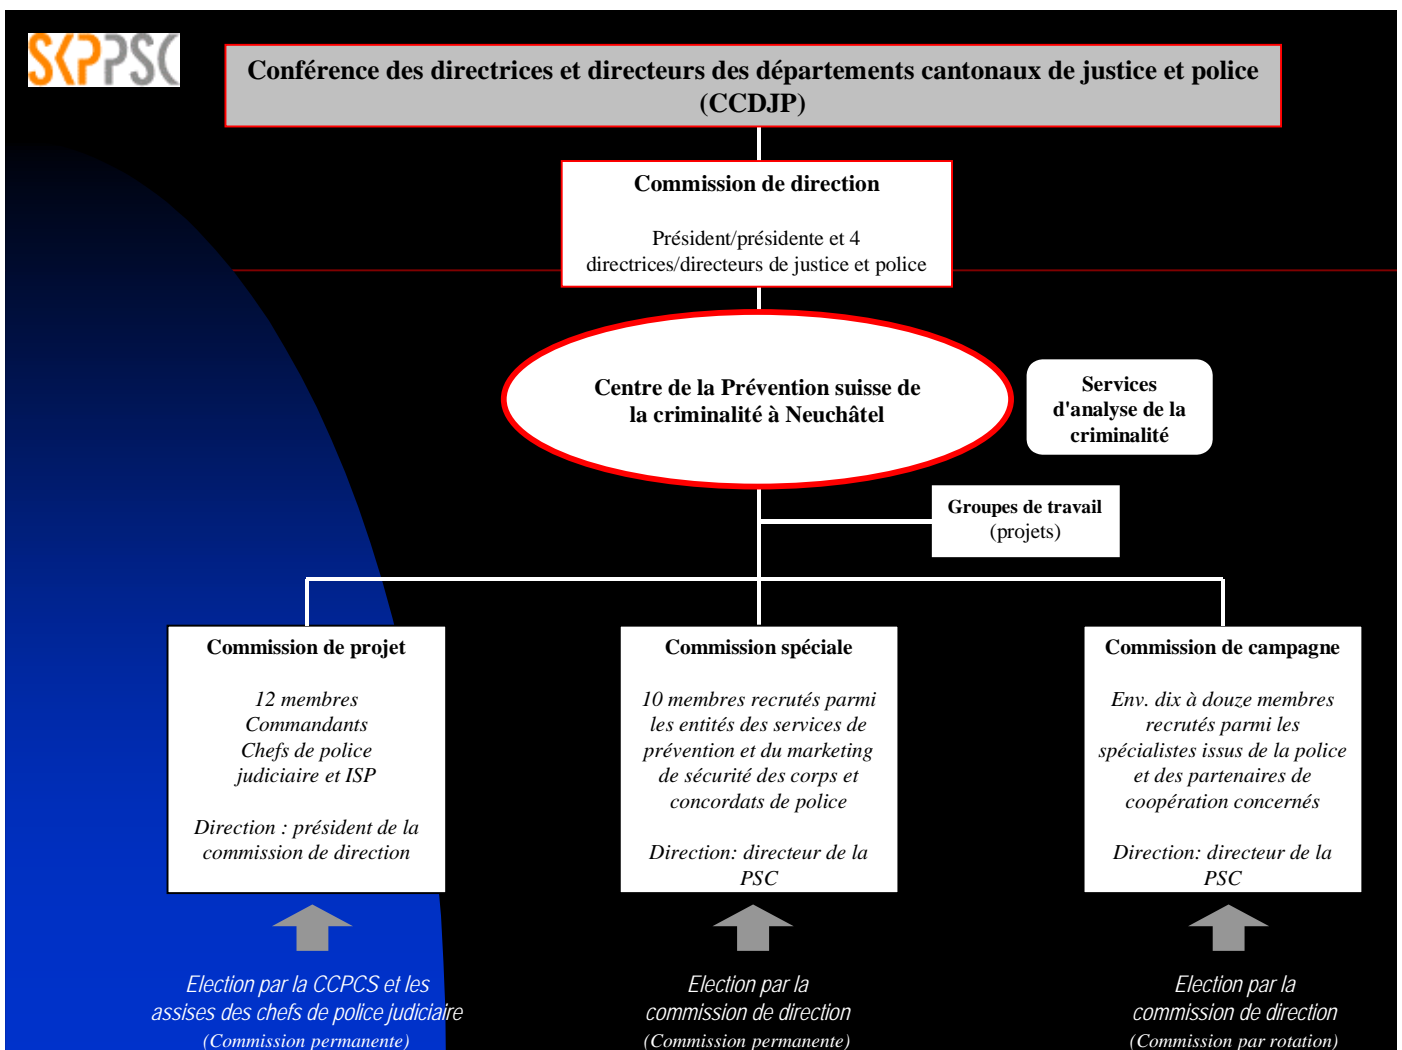 SKPPSC
Conférence des directrices et directeurs des départements cantonaux de justice et police
(CCDJP)
Commission de direction
Président/présidente et 4
directrices/directeurs de justice et police
Centre de la Prévention suisse de
la criminalité à Neuchâtel
Services
d'analyse de la
criminalité
Groupes de travail
(projets)
Commission de projet
12 membres
Commandants
Chefs de police
judiciaire et ISP
Direction : président de la
commission de direction
Commission spéciale
10 membres recrutés parmi
les entités des services de
prévention et du marketing
de sécurité des corps et
concordats de police
Direction: directeur de la
PSC
Commission de campagne
Env. dix à douze membres
recrutés parmi les
spécialistes issus de la police
et des partenaires de
coopération concernés
Direction: directeur de la
PSC
Election par la CCPCS et les
assises des chefs de police judiciaire
(Commission permanente)
Election par la
commission de direction
(Commission permanente)
Election par la
commission de direction
(Commission par rotation)